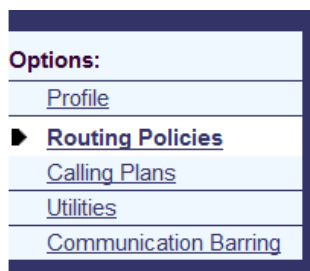 Options:
Profile
Routing Policies
Calling Plans
Utilities
Communication Barring